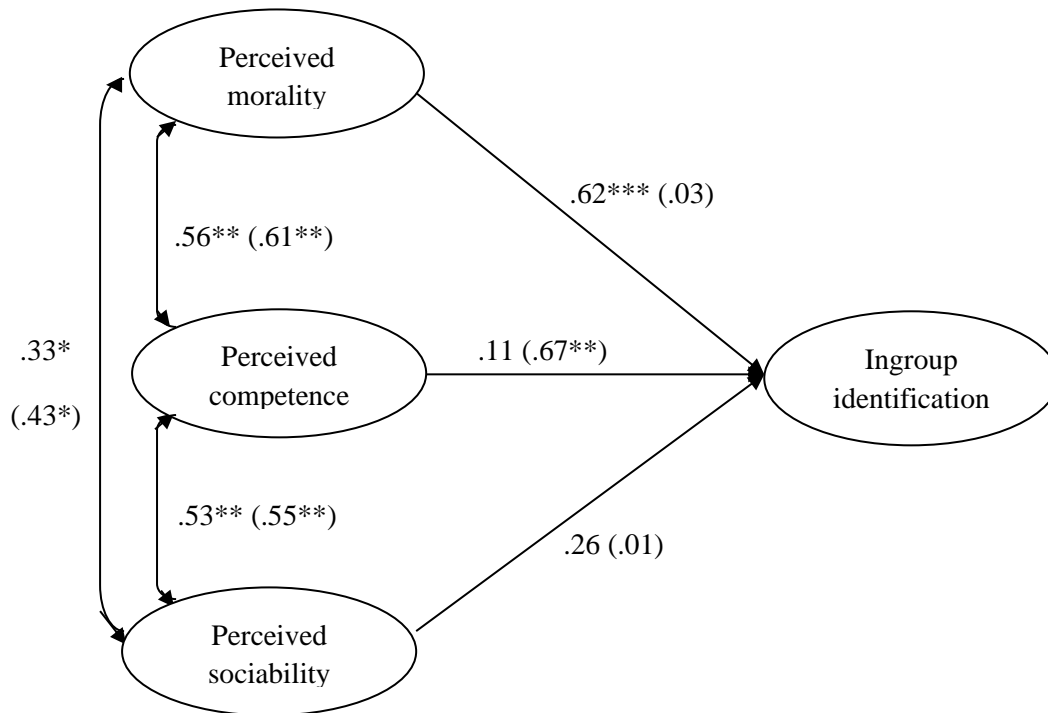 Perceived
morality
.62*** (.03)
.56** (.61**)
.33*
(.43*)
Perceived
competence
.11 (.67**)
Ingroup
identification
.53** (.55**)
.26 (.01)
Perceived
sociability